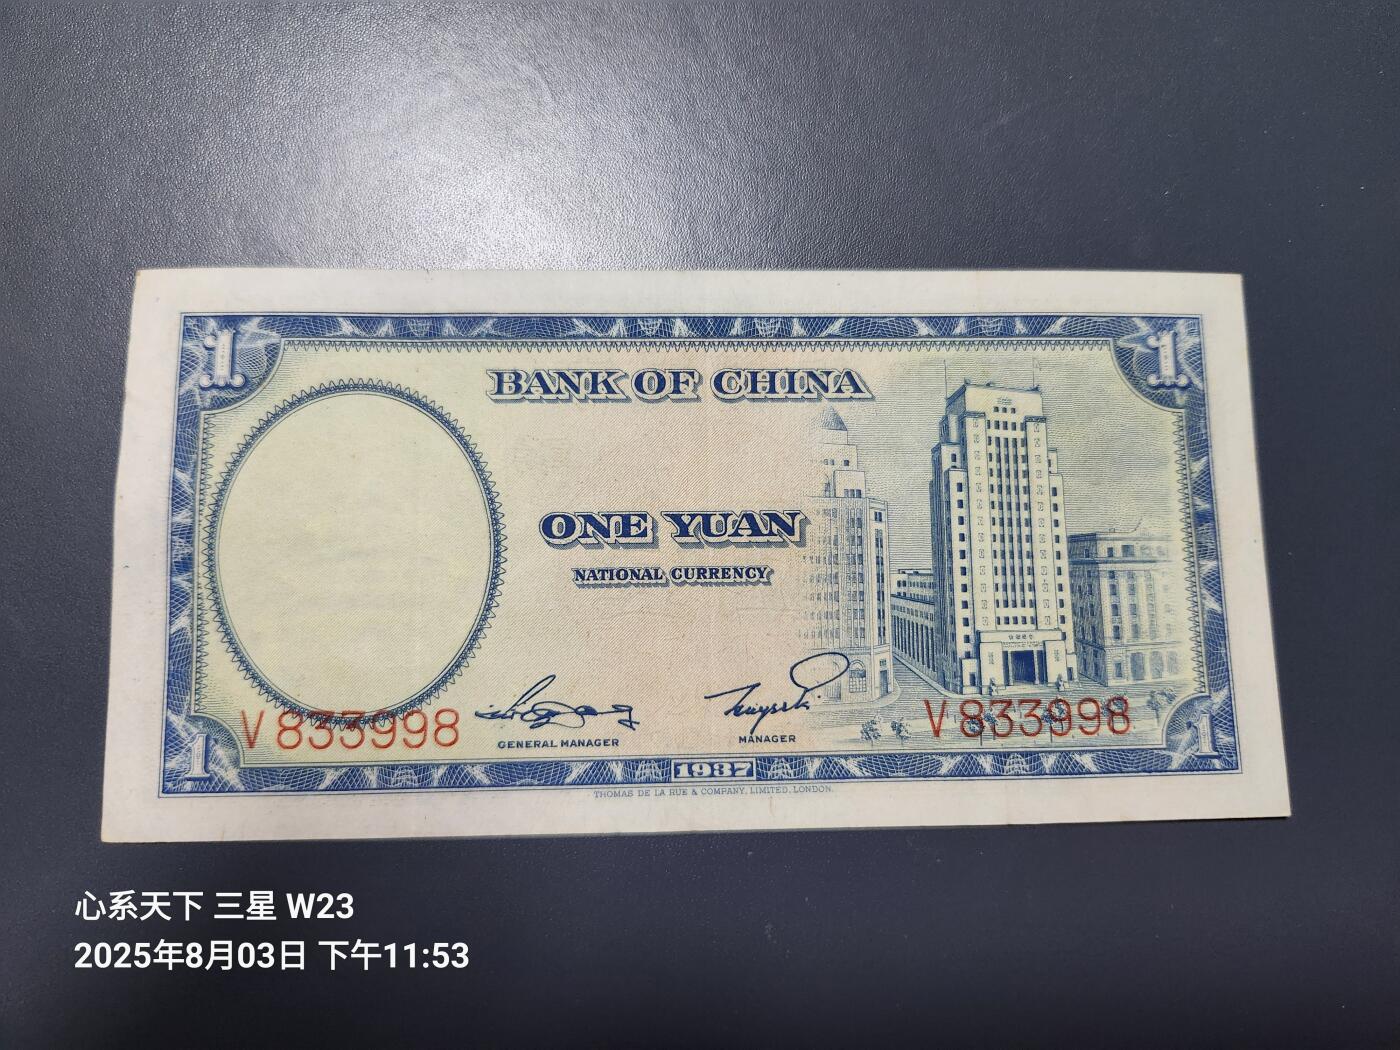 1 1
BANK OF CHINA
ONE YUAN
NATIONAL CURRENCY
V 833998 V 833998
GENERAL MANAGER MANAGER
1 1937 1
THOMAS DE LA RUE & COMPANY, LIMITED, LONDON.
心系天下 三星 W23
2025年8月03日 下午11:53